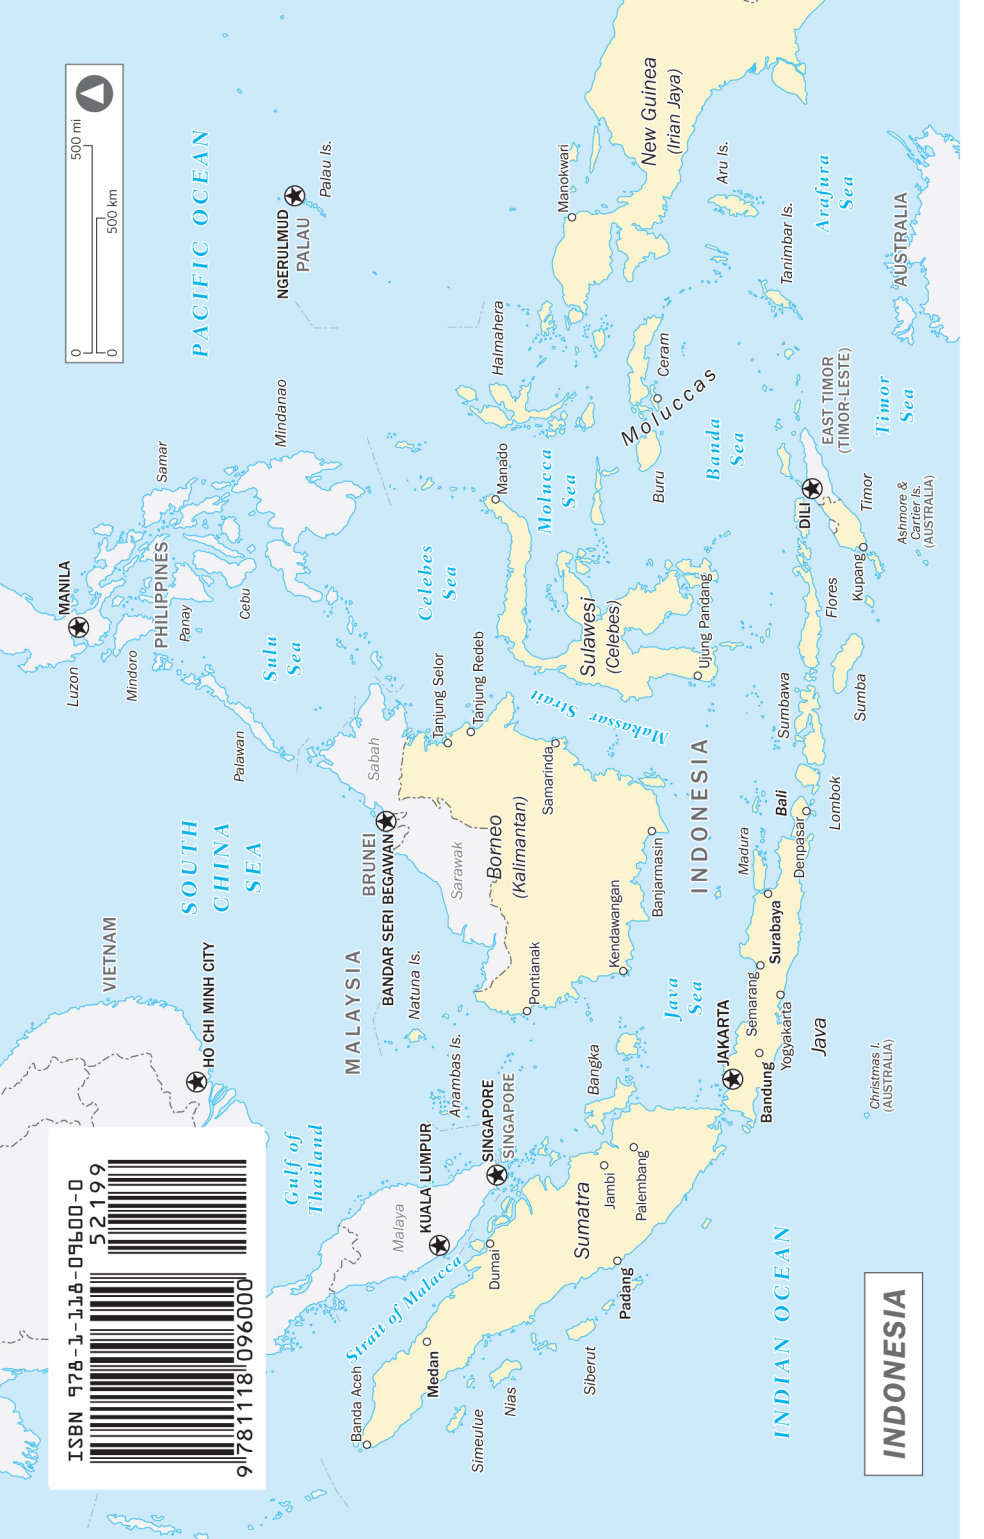 ISBN 978-1-118-09600-0
52199
9 781118 096000
VIETNAM
HO CHI MINH CITY
Gulf of
Thailand
SOUTH
CHINA
SEA
MANILA
Luzon
Mindoro
PHILIPPINES
Panay
Cebu
Samar
Mindanao
Palawan
Sulu
Sea
PACIFIC OCEAN
0
500 mi
0
500 km
NGERULMUD
PALAU
Palau Is.
MALAYSIA
BRUNEI
BANDAR SERI BEGAWAN
Sabah
Sarawak
Natuna Is.
Anambas Is.
Malaya
KUALA LUMPUR
SINGAPORE
SINGAPORE
Strait of Malacca
Banda Aceh
Medan
Dumai
Simeulue
Nias
Siberut
Padang
Sumatra
Jambi
Palembang
Bangka
Borneo
(Kalimantan)
Pontianak
Kendawangan
Banjarmasin
Samarinda
Tanjung Selor
Tanjung Redeb
Makassar Strait
Celebes
Sea
Manado
Molucca
Sea
Halmahera
Sulawesi
(Celebes)
Ujung Pandang
Moluccas
Buru
Ceram
Banda
Sea
Manokwari
New Guinea
(Irian Jaya)
Aru Is.
Tanimbar Is.
Arafura
Sea
AUSTRALIA
INDONESIA
Java
Sea
JAKARTA
Bandung
Semarang
Yogyakarta
Java
Surabaya
Madura
Bali
Denpasar
Lombok
Sumbawa
Sumba
Flores
Kupang
Timor
DILI
EAST TIMOR
(TIMOR-LESTE)
Timor
Sea
Ashmore &
Cartier Is.
(AUSTRALIA)
Christmas I.
(AUSTRALIA)
INDIAN OCEAN
INDONESIA